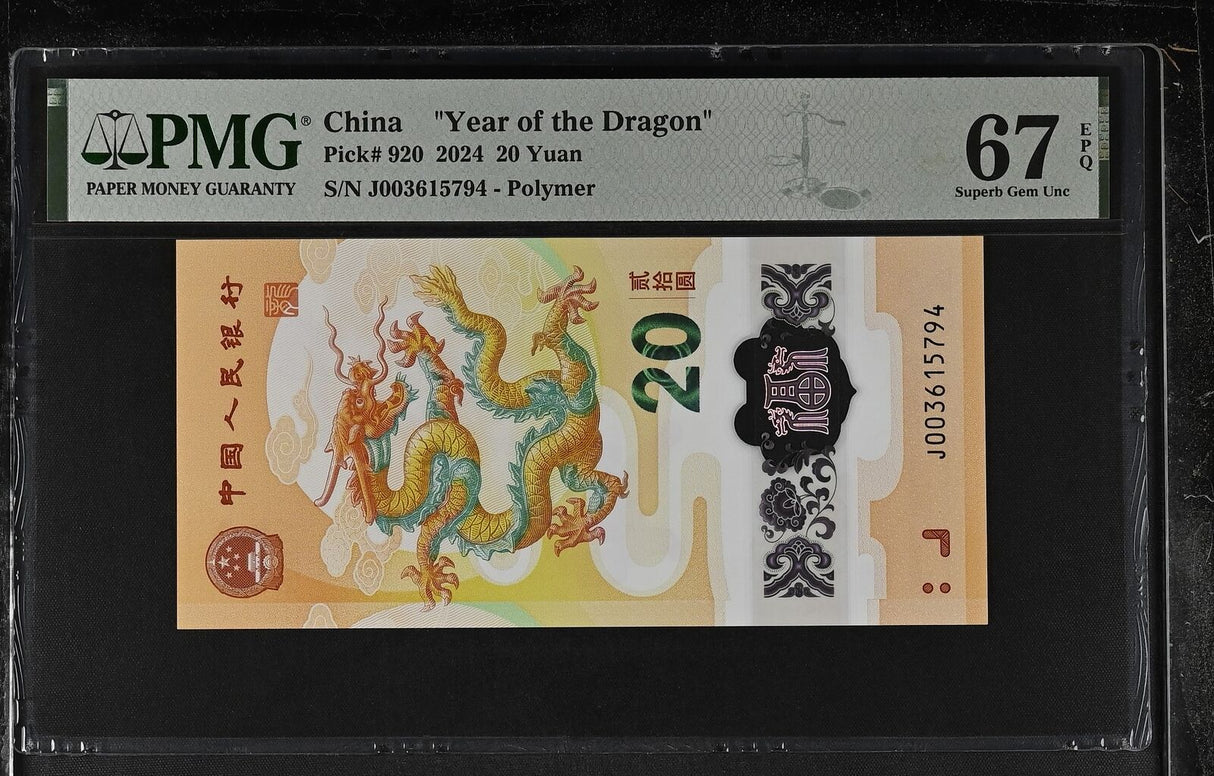 PMG®
PAPER MONEY GUARANTY
China "Year of the Dragon"
Pick# 920 2024 20 Yuan
S/N J003615794 - Polymer
67
EPQ
Superb Gem Unc
中国人民银行
贰拾圆
20
福
J003615794